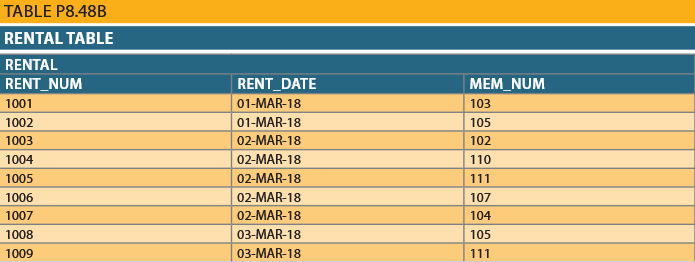 TABLE P8.48B
RENTAL TABLE
RENTAL
RENT_NUM RENT_DATE MEM_NUM
1001 01-MAR-18 103
1002 01-MAR-18 105
1003 02-MAR-18 102
1004 02-MAR-18 110
1005 02-MAR-18 111
1006 02-MAR-18 107
1007 02-MAR-18 104
1008 03-MAR-18 105
1009 03-MAR-18 111